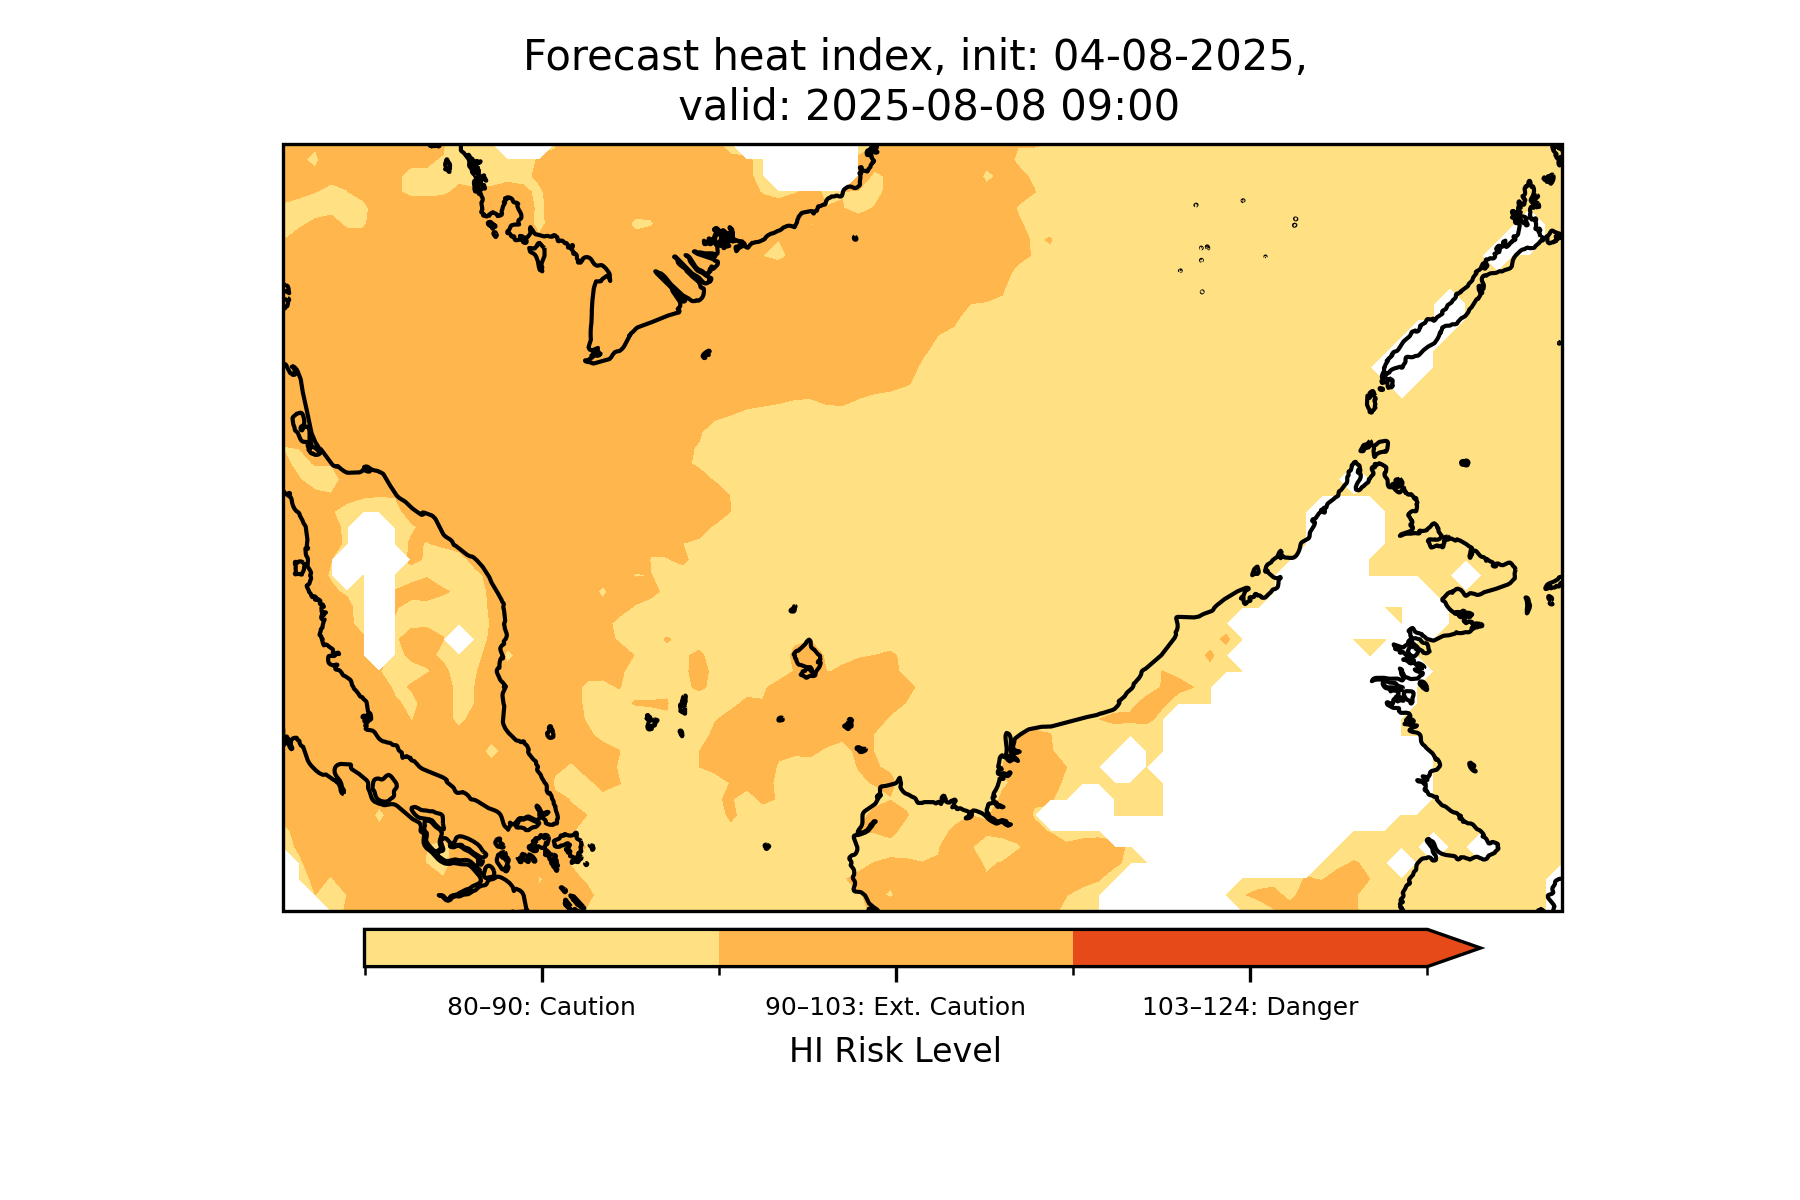 Forecast heat index, init: 04-08-2025,
valid: 2025-08-08 09:00
80–90: Caution
90–103: Ext. Caution
103–124: Danger
HI Risk Level